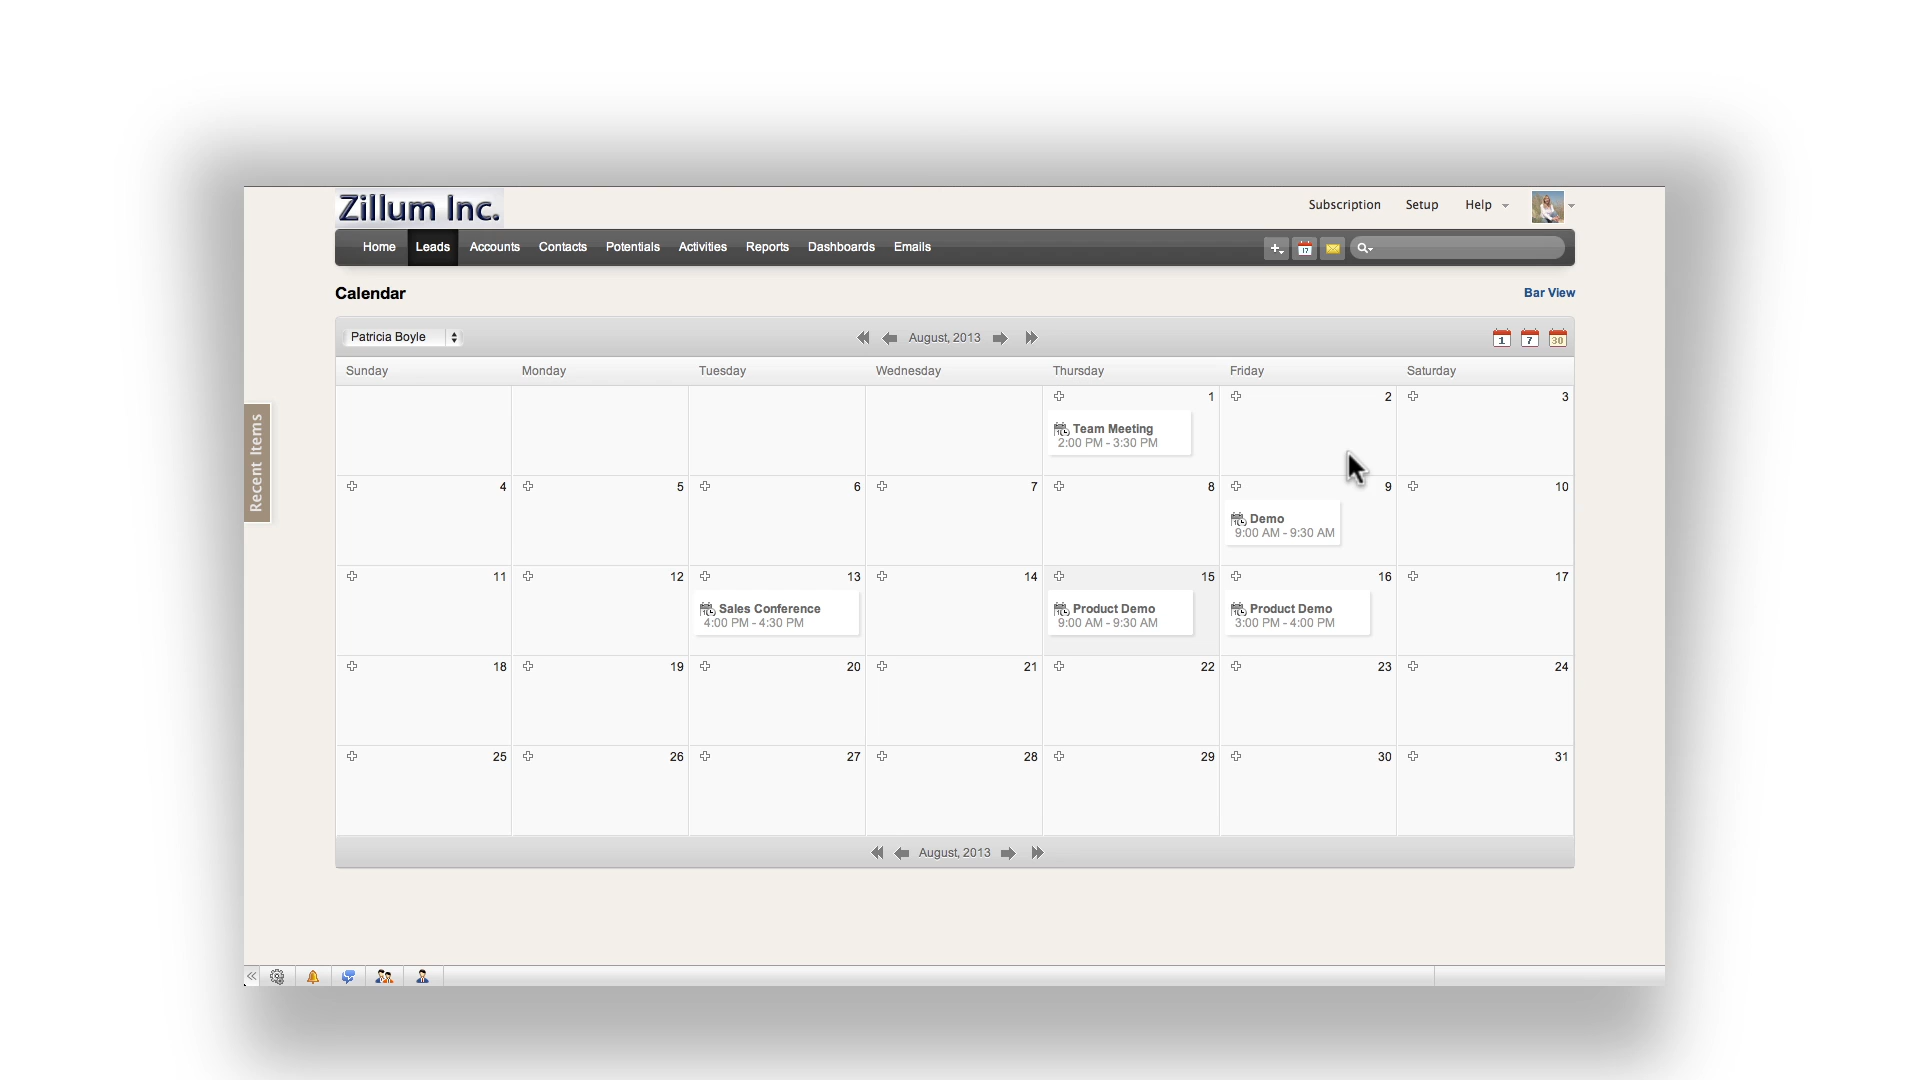 Zillum Inc.
Subscription Setup Help
Home Leads Accounts Contacts Potentials Activities Reports Dashboards Emails
17
Calendar
Bar View
Patricia Boyle
August, 2013
1 7 30
Sunday Monday Tuesday Wednesday Thursday Friday Saturday
1 2 3
Team Meeting
2:00 PM - 3:30 PM
Recent Items
4 5 6 7 8 9 10
Demo
9:00 AM - 9:30 AM
11 12 13 14 15 16 17
Sales Conference Product Demo Product Demo
4:00 PM - 4:30 PM 9:00 AM - 9:30 AM 3:00 PM - 4:00 PM
18 19 20 21 22 23 24
25 26 27 28 29 30 31
August, 2013